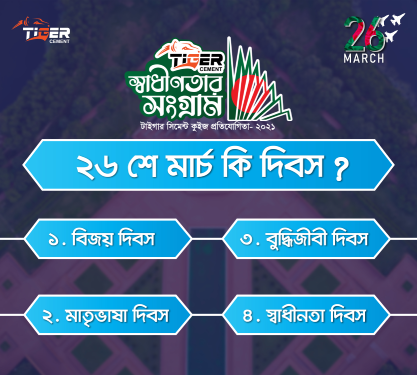 TIGER
CEMENT
26
MARCH
TIGER
CEMENT
স্বাধীনতার
সংগ্রাম
টাইগার সিমেন্ট কুইজ প্রতিযোগিতা- ২০২১
২৬ শে মার্চ কি দিবস ?
১. বিজয় দিবস
৩. বুদ্ধিজীবী দিবস
২. মাতৃভাষা দিবস
৪. স্বাধীনতা দিবস